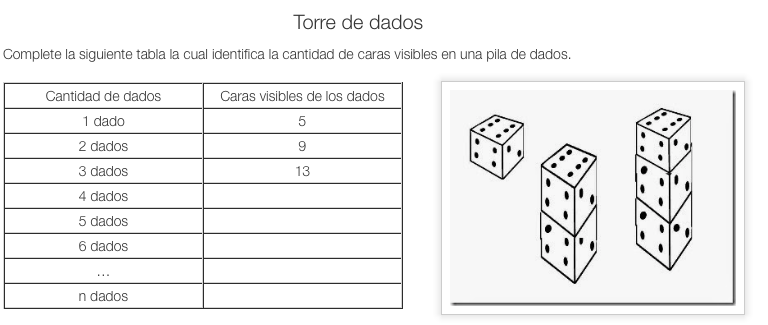 Torre de dados
Complete la siguiente tabla la cual identifica la cantidad de caras visibles en una pila de dados.
Cantidad de dados Caras visibles de los dados
1 dado 5
2 dados 9
3 dados 13
4 dados
5 dados
6 dados
...
n dados